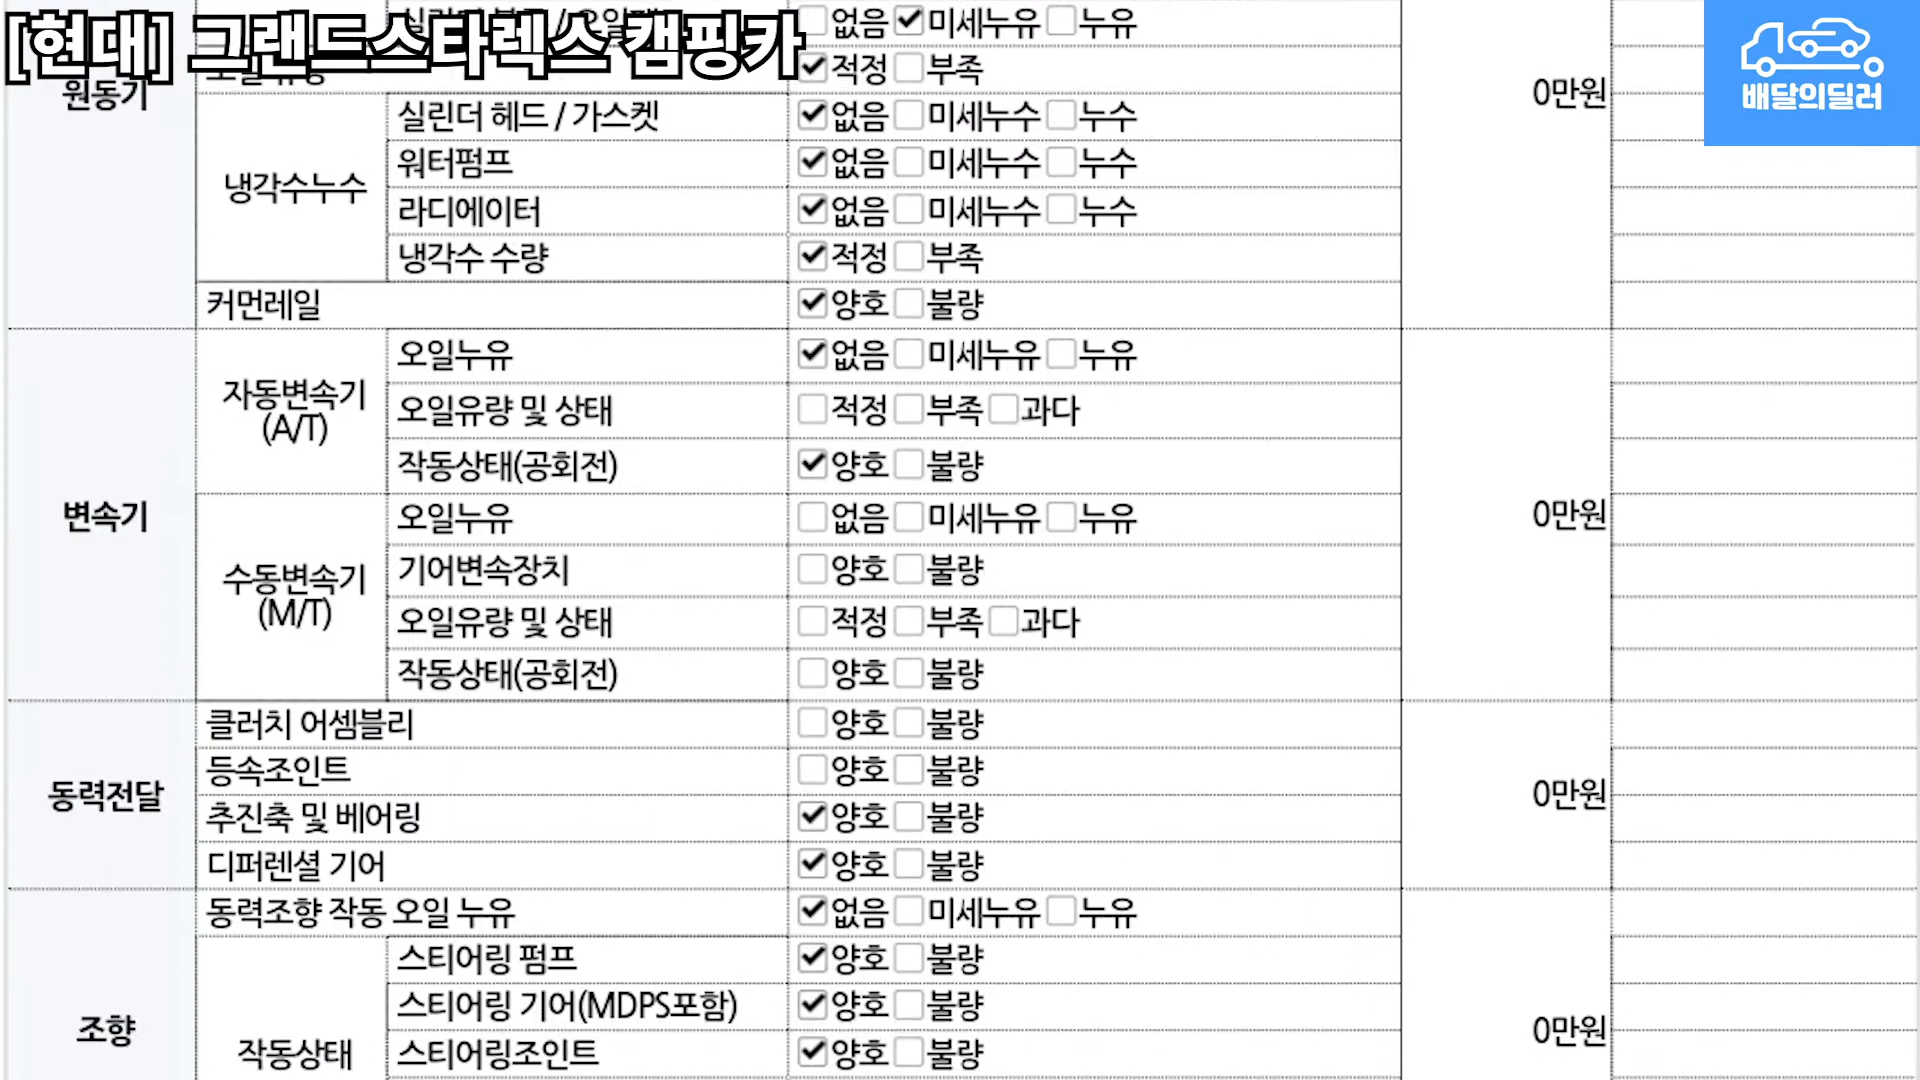 [현대] 그랜드스타렉스 캠핑카
배달의딜러
없음 미세누유 누유
원동기
적정 부족
0만원
냉각수누수
실린더 헤드 / 가스켓 없음 미세누수 누수
워터펌프 없음 미세누수 누수
라디에이터 없음 미세누수 누수
냉각수 수량 적정 부족
커먼레일 양호 불량
변속기
자동변속기
(A/T)
오일누유 없음 미세누유 누유
오일유량 및 상태 적정 부족 과다
작동상태(공회전) 양호 불량
0만원
수동변속기
(M/T)
오일누유 없음 미세누유 누유
기어변속장치 양호 불량
오일유량 및 상태 적정 부족 과다
작동상태(공회전) 양호 불량
동력전달
클러치 어셈블리 양호 불량
등속조인트 양호 불량
추진축 및 베어링 양호 불량
디퍼렌셜 기어 양호 불량
0만원
조향
동력조향 작동 오일 누유 없음 미세누유 누유
작동상태
스티어링 펌프 양호 불량
스티어링 기어(MDPS포함) 양호 불량
스티어링조인트 양호 불량
0만원